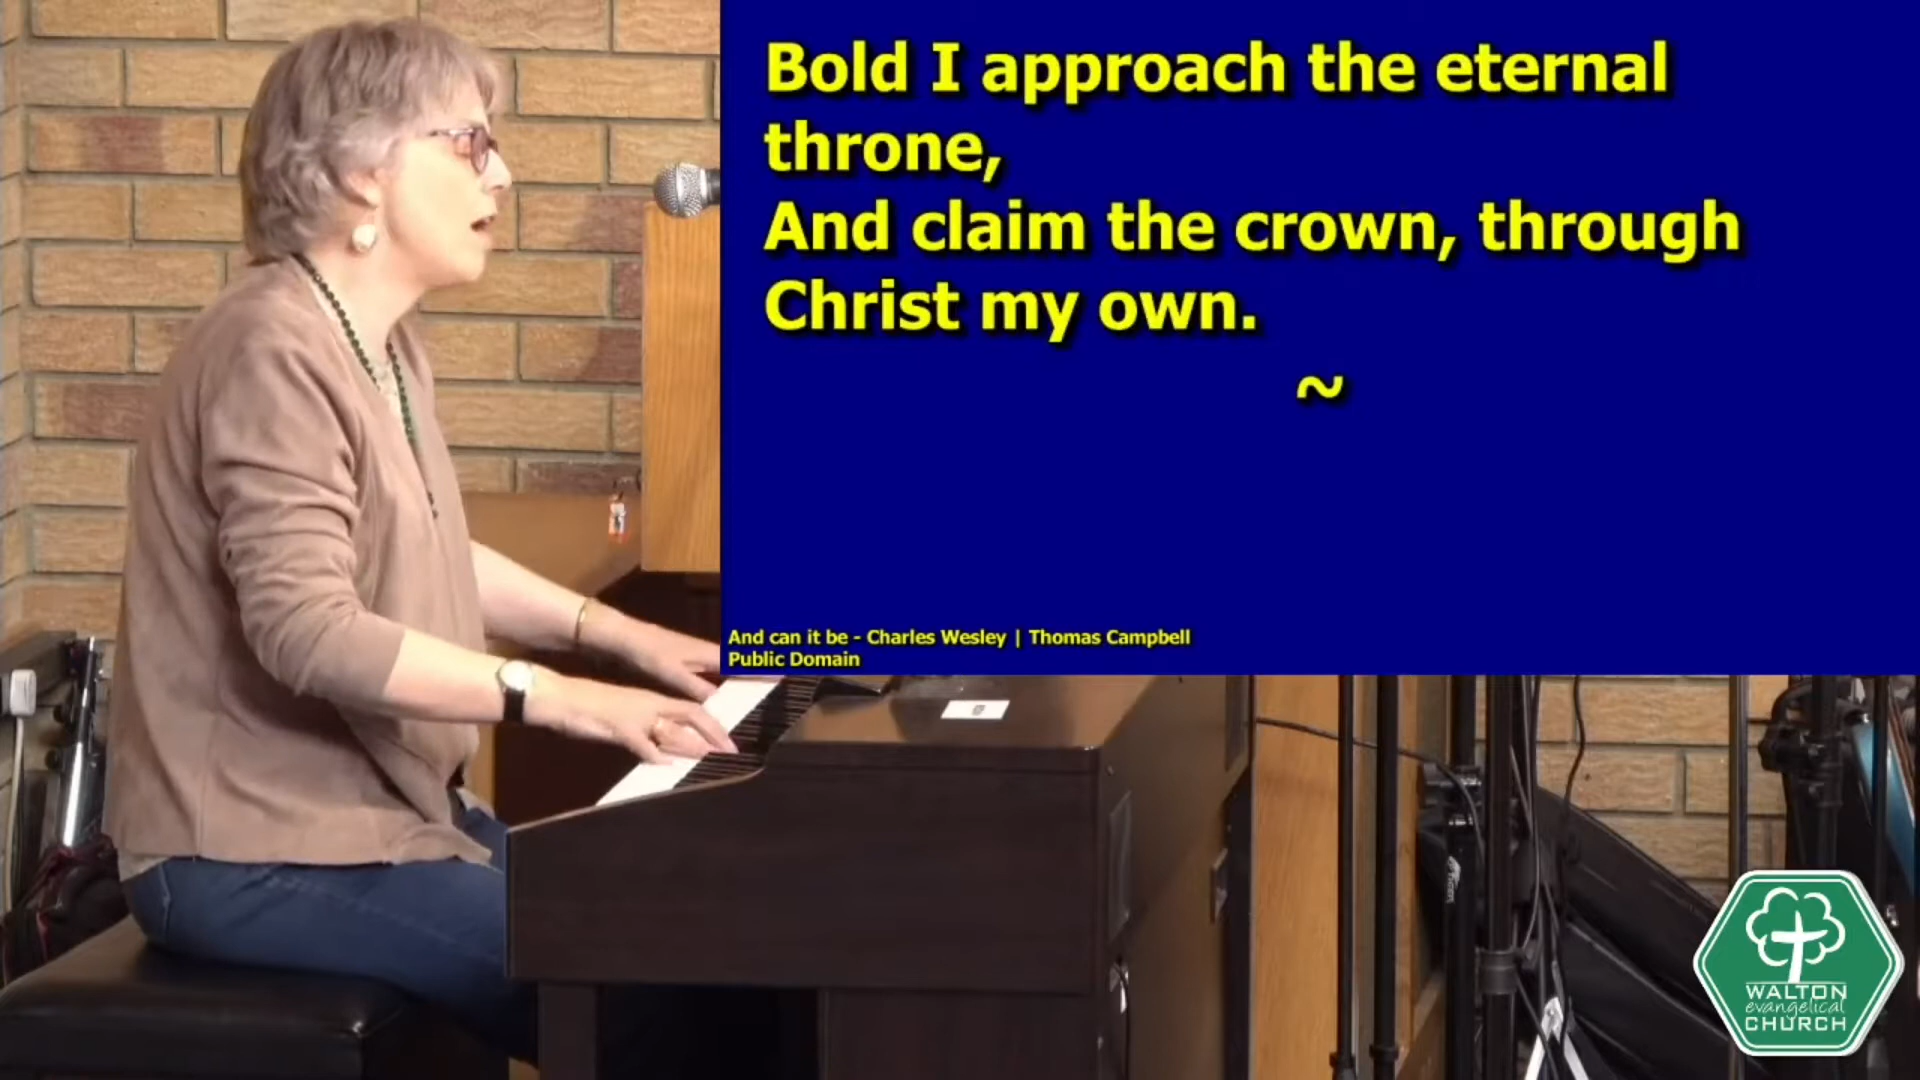 Bold I approach the eternal
throne,
And claim the crown, through
Christ my own.
~
And can it be - Charles Wesley | Thomas Campbell
Public Domain
WALTON
evangelical
CHURCH